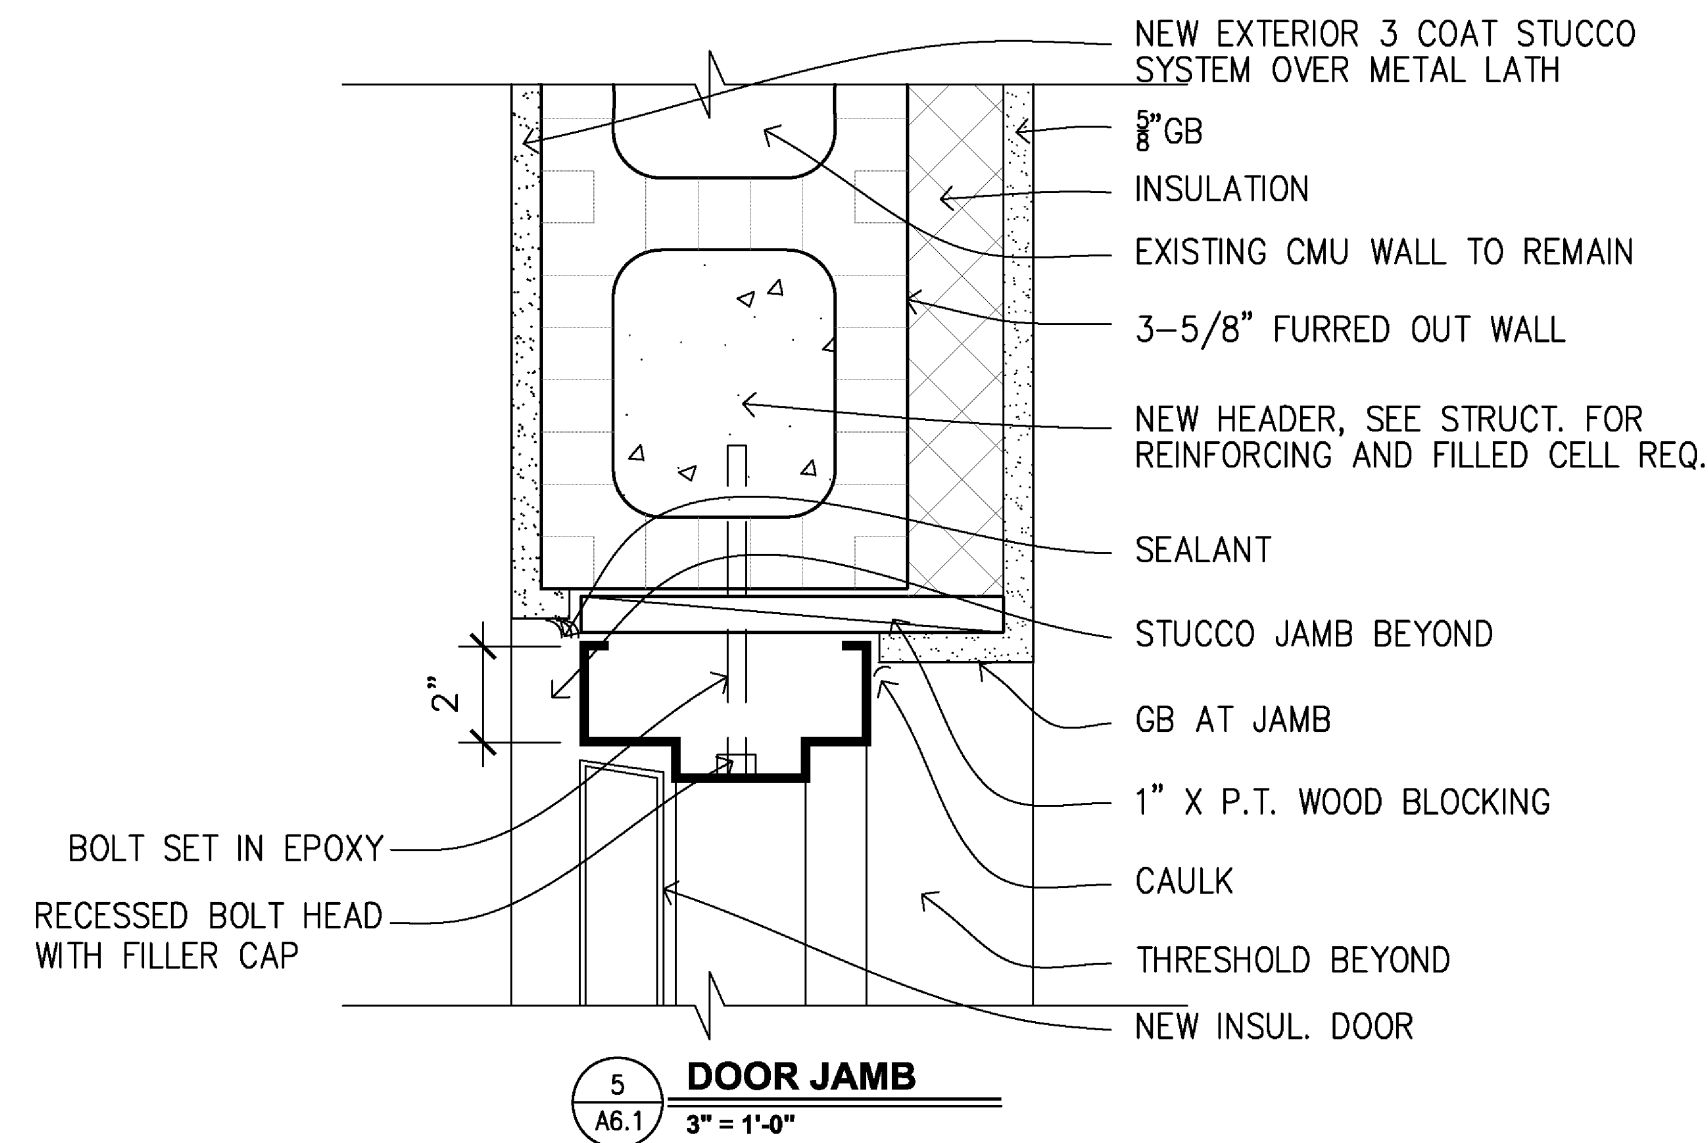 NEW EXTERIOR 3 COAT STUCCO
SYSTEM OVER METAL LATH
5/8" GB
INSULATION
EXISTING CMU WALL TO REMAIN
3-5/8" FURRED OUT WALL
NEW HEADER, SEE STRUCT. FOR
REINFORCING AND FILLED CELL REQ.
SEALANT
STUCCO JAMB BEYOND
2"
GB AT JAMB
1" X P.T. WOOD BLOCKING
BOLT SET IN EPOXY
CAULK
RECESSED BOLT HEAD
WITH FILLER CAP
THRESHOLD BEYOND
NEW INSUL. DOOR
5
A6.1
DOOR JAMB
3" = 1'-0"